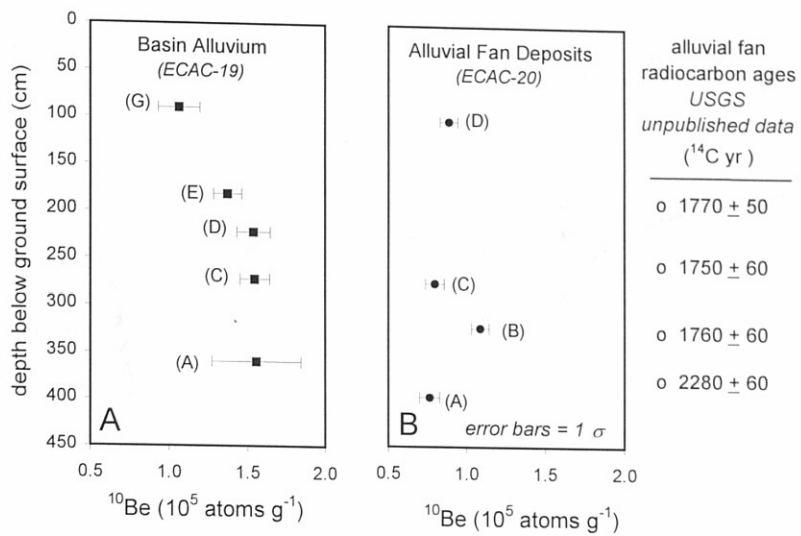 0
50
100
150
200
250
300
350
400
450
depth below ground surface (cm)
Basin Alluvium
(ECAC-19)
(G)
(E)
(D)
(C)
(A)
A
0.5 1.0 1.5 2.0
¹⁰Be (10⁵ atoms g⁻¹)
Alluvial Fan Deposits
(ECAC-20)
(D)
(C)
(B)
(A)
B
error bars = 1 σ
0.5 1.0 1.5 2.0
¹⁰Be (10⁵ atoms g⁻¹)
alluvial fan
radiocarbon ages
USGS
unpublished data
(¹⁴C yr )
o 1770 ± 50
o 1750 ± 60
o 1760 ± 60
o 2280 ± 60